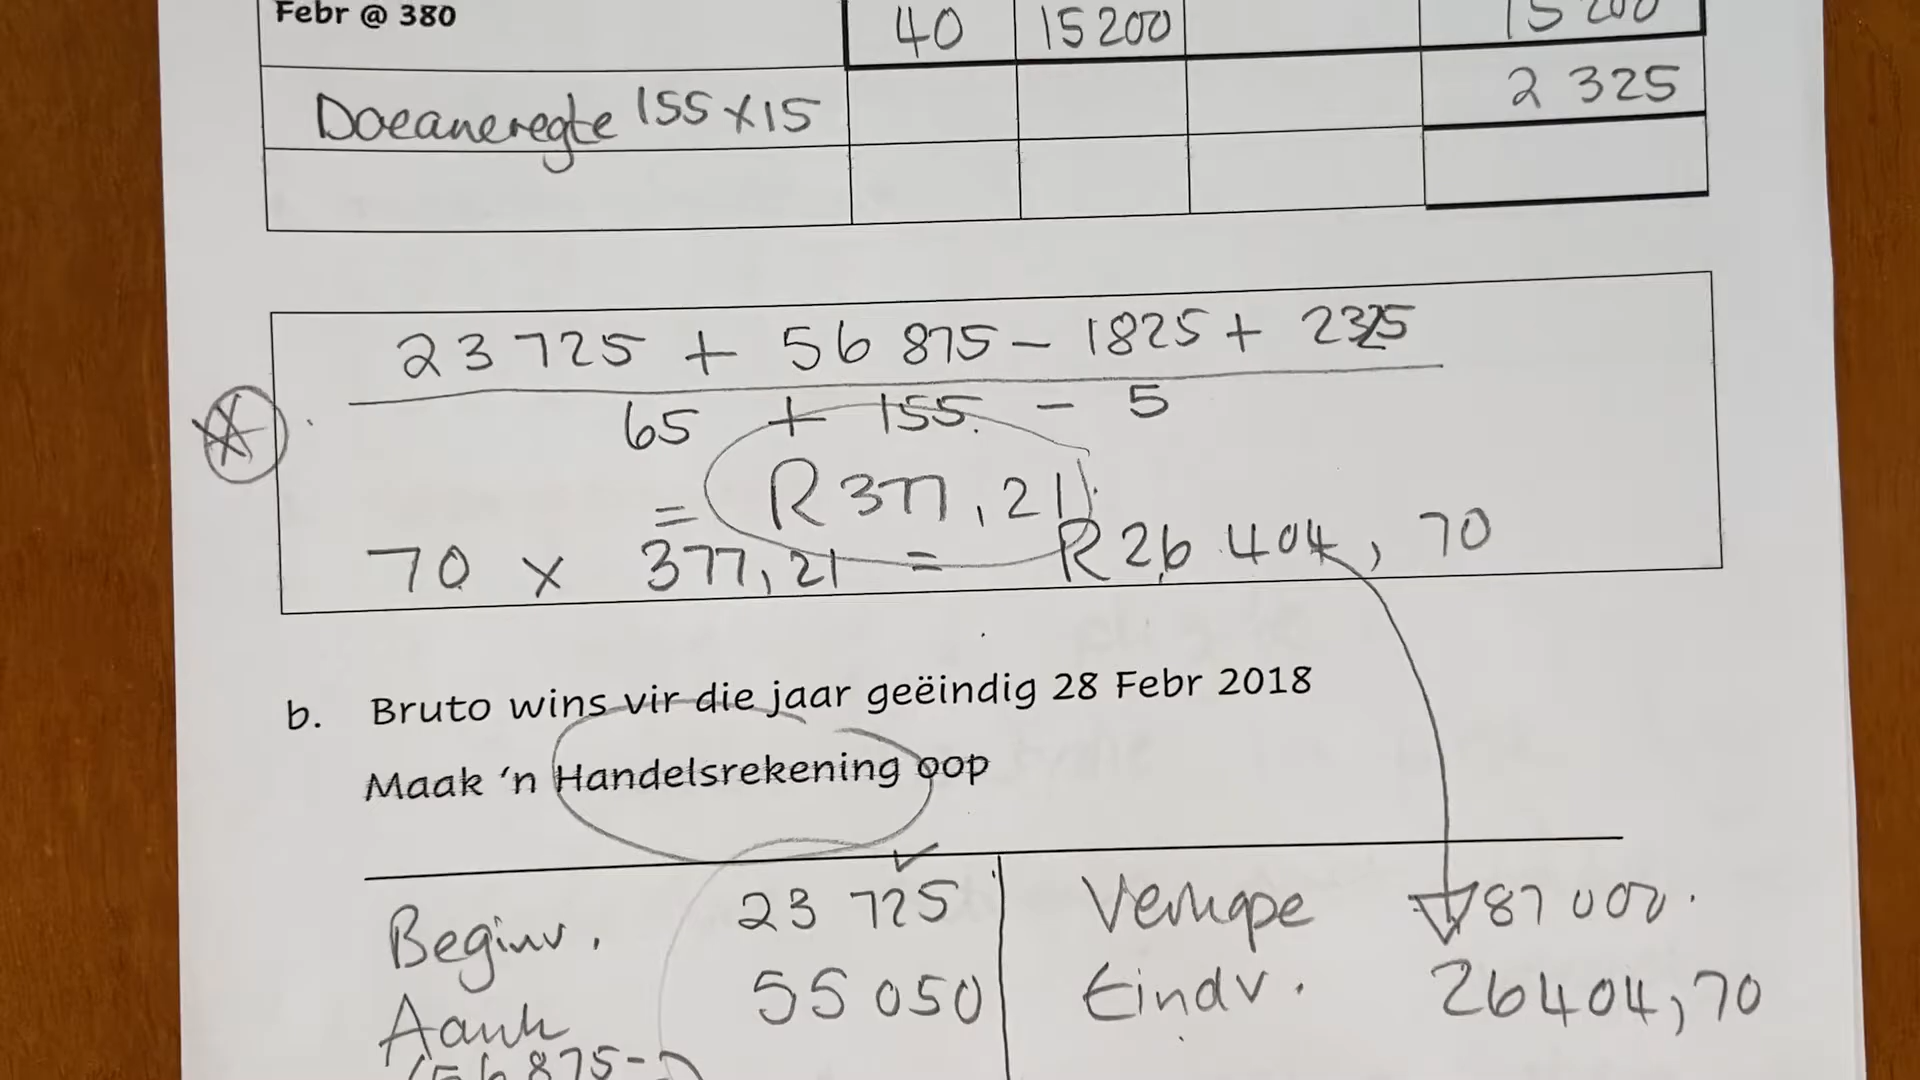 Febr @ 380 40 15 200 15 200
Doeaneregte 155 x 15 2 325
23 725 + 56 875 - 1825 + 2325
65 + 155 - 5
= R377,21
70 x 377,21 = R26 404,70
b. Bruto wins vir die jaar geëindig 28 Febr 2018
Maak 'n Handelsrekening oop
Beginv. 23 725 Verkope 87 000
Aank 55 050 Eindv. 26404,70
(56 875-